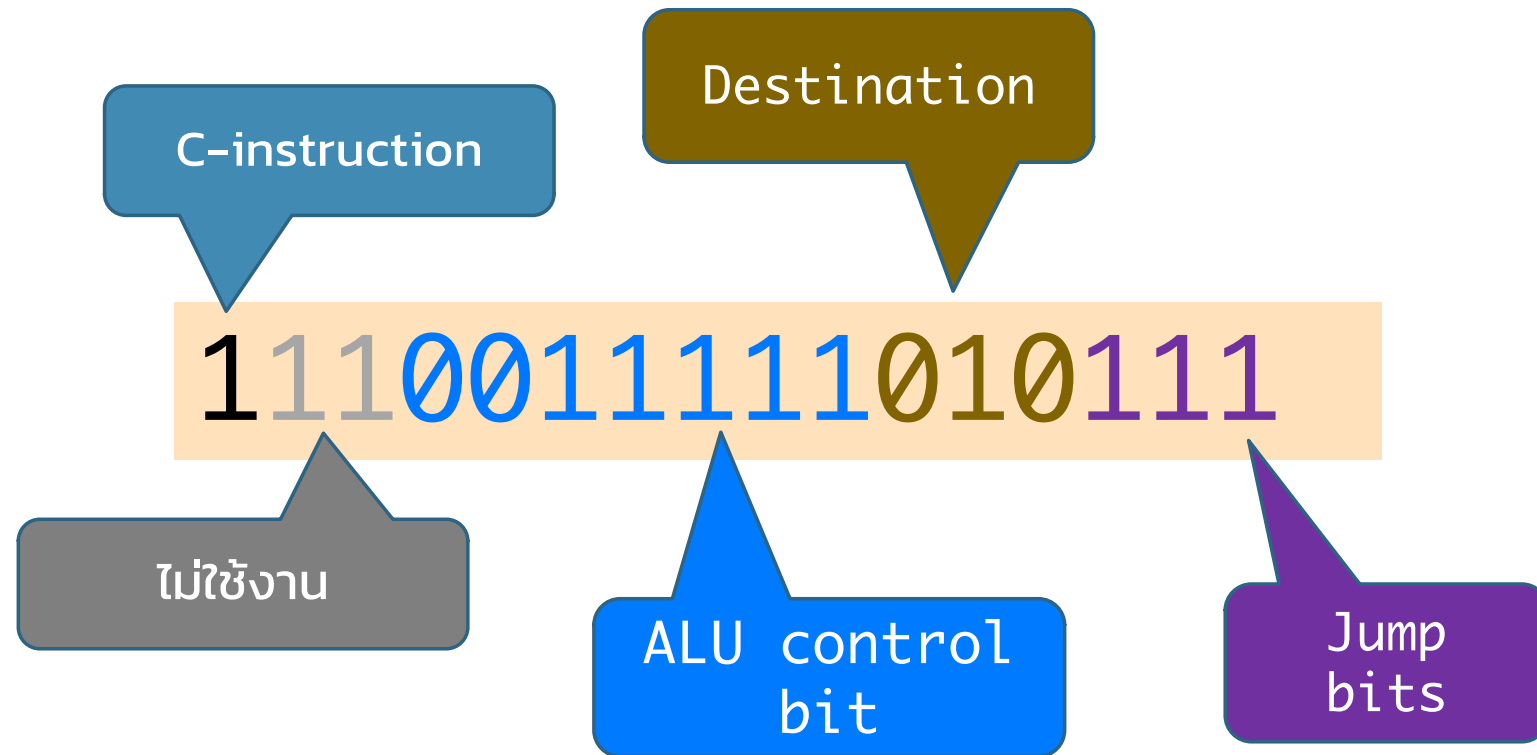 Destination
C-instruction
1110011111010111
ไม่ใช้งาน
ALU control
bit
Jump
bits